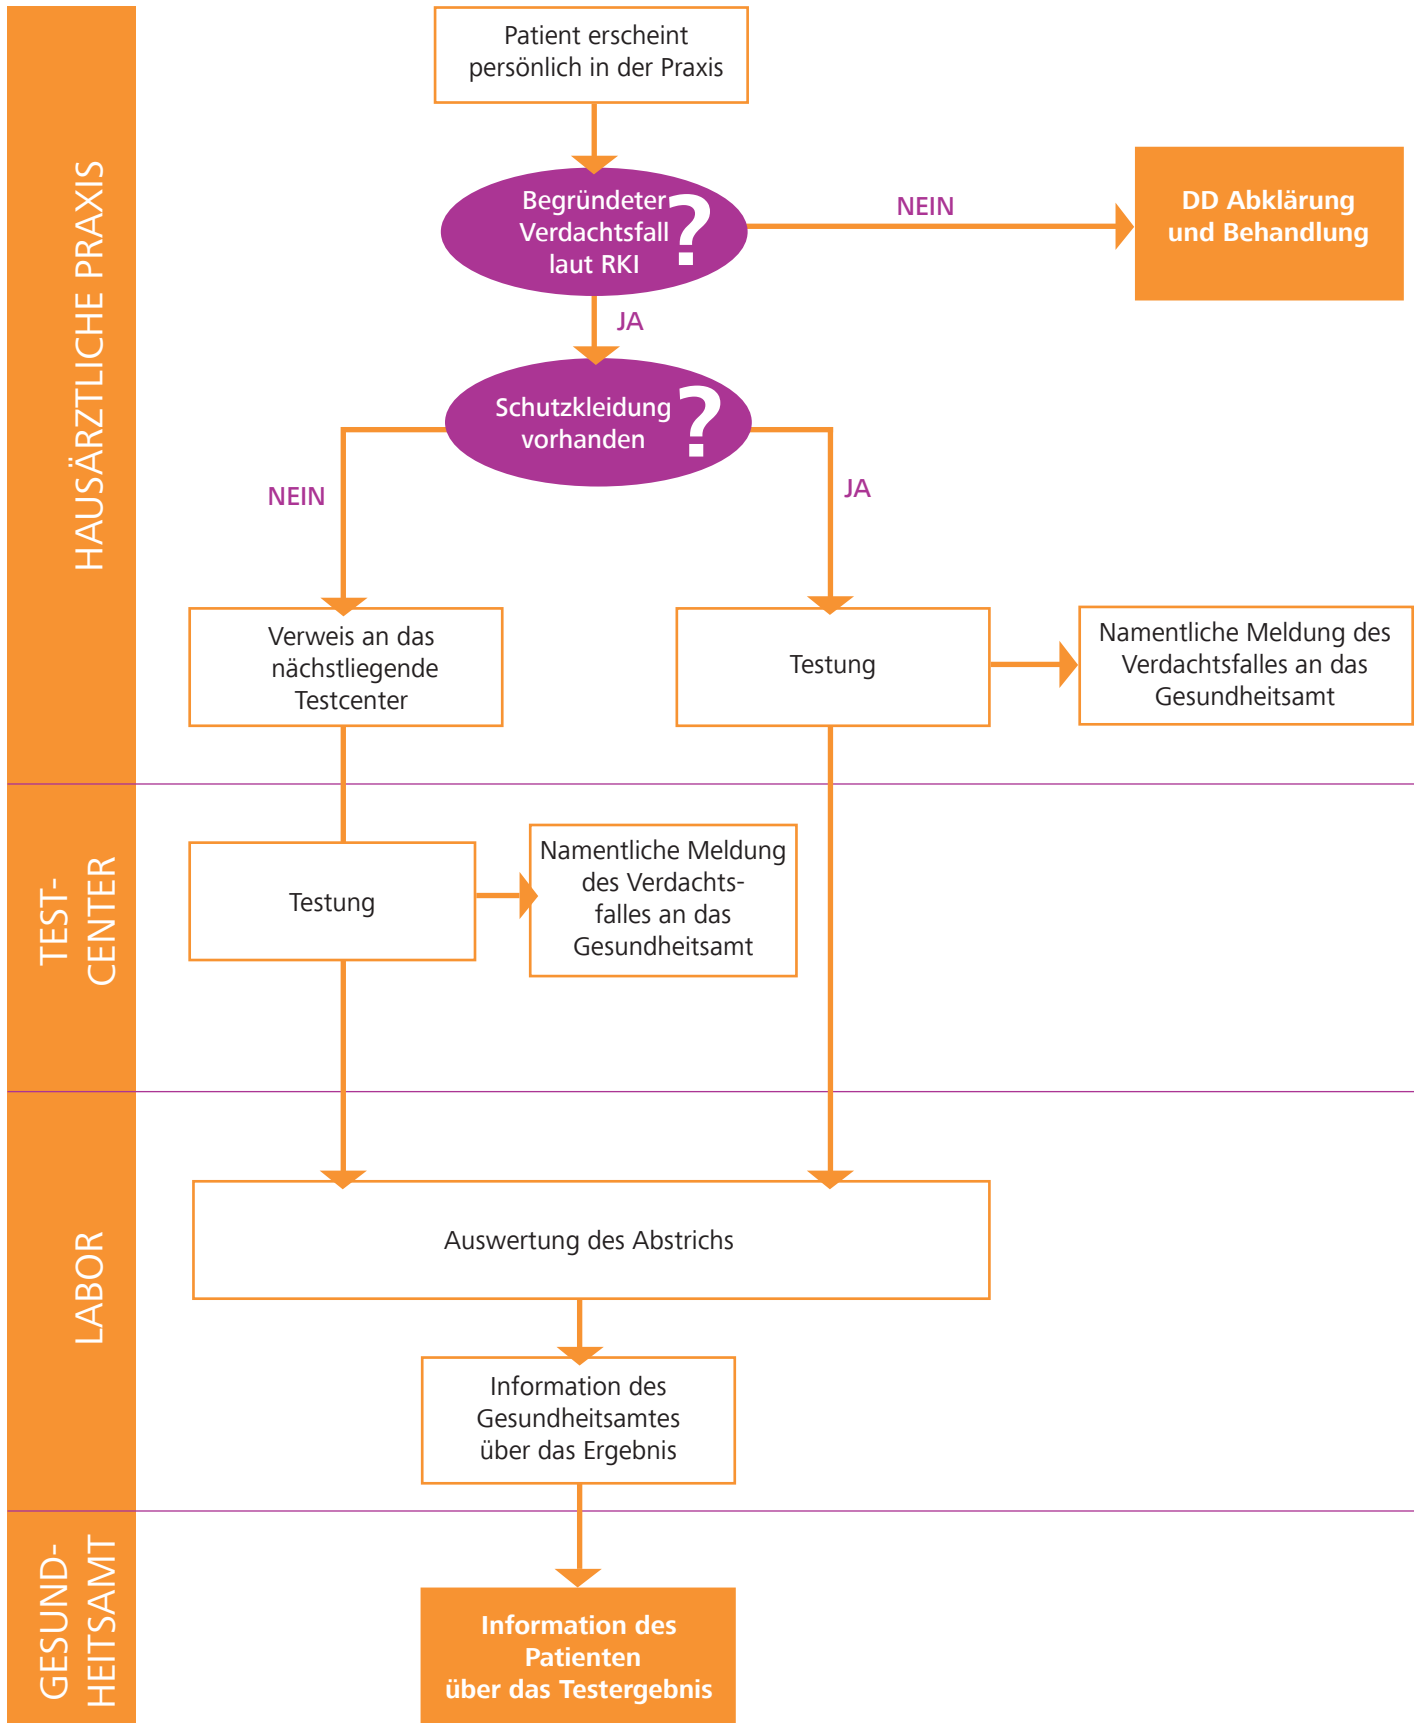 HAUSÄRZTLICHE PRAXIS
Patient erscheint
persönlich in der Praxis
Begründeter
Verdachtsfall
laut RKI
?
NEIN
DD Abklärung
und Behandlung
JA
Schutzkleidung
vorhanden
?
NEIN
JA
Verweis an das
nächstliegende
Testcenter
Testung
Namentliche Meldung des
Verdachtsfalles an das
Gesundheitsamt
TEST-
CENTER
Testung
Namentliche Meldung
des Verdachts-
falles an das
Gesundheitsamt
LABOR
Auswertung des Abstrichs
Information des
Gesundheitsamtes
über das Ergebnis
GESUND-
HEITSAMT
Information des
Patienten
über das Testergebnis